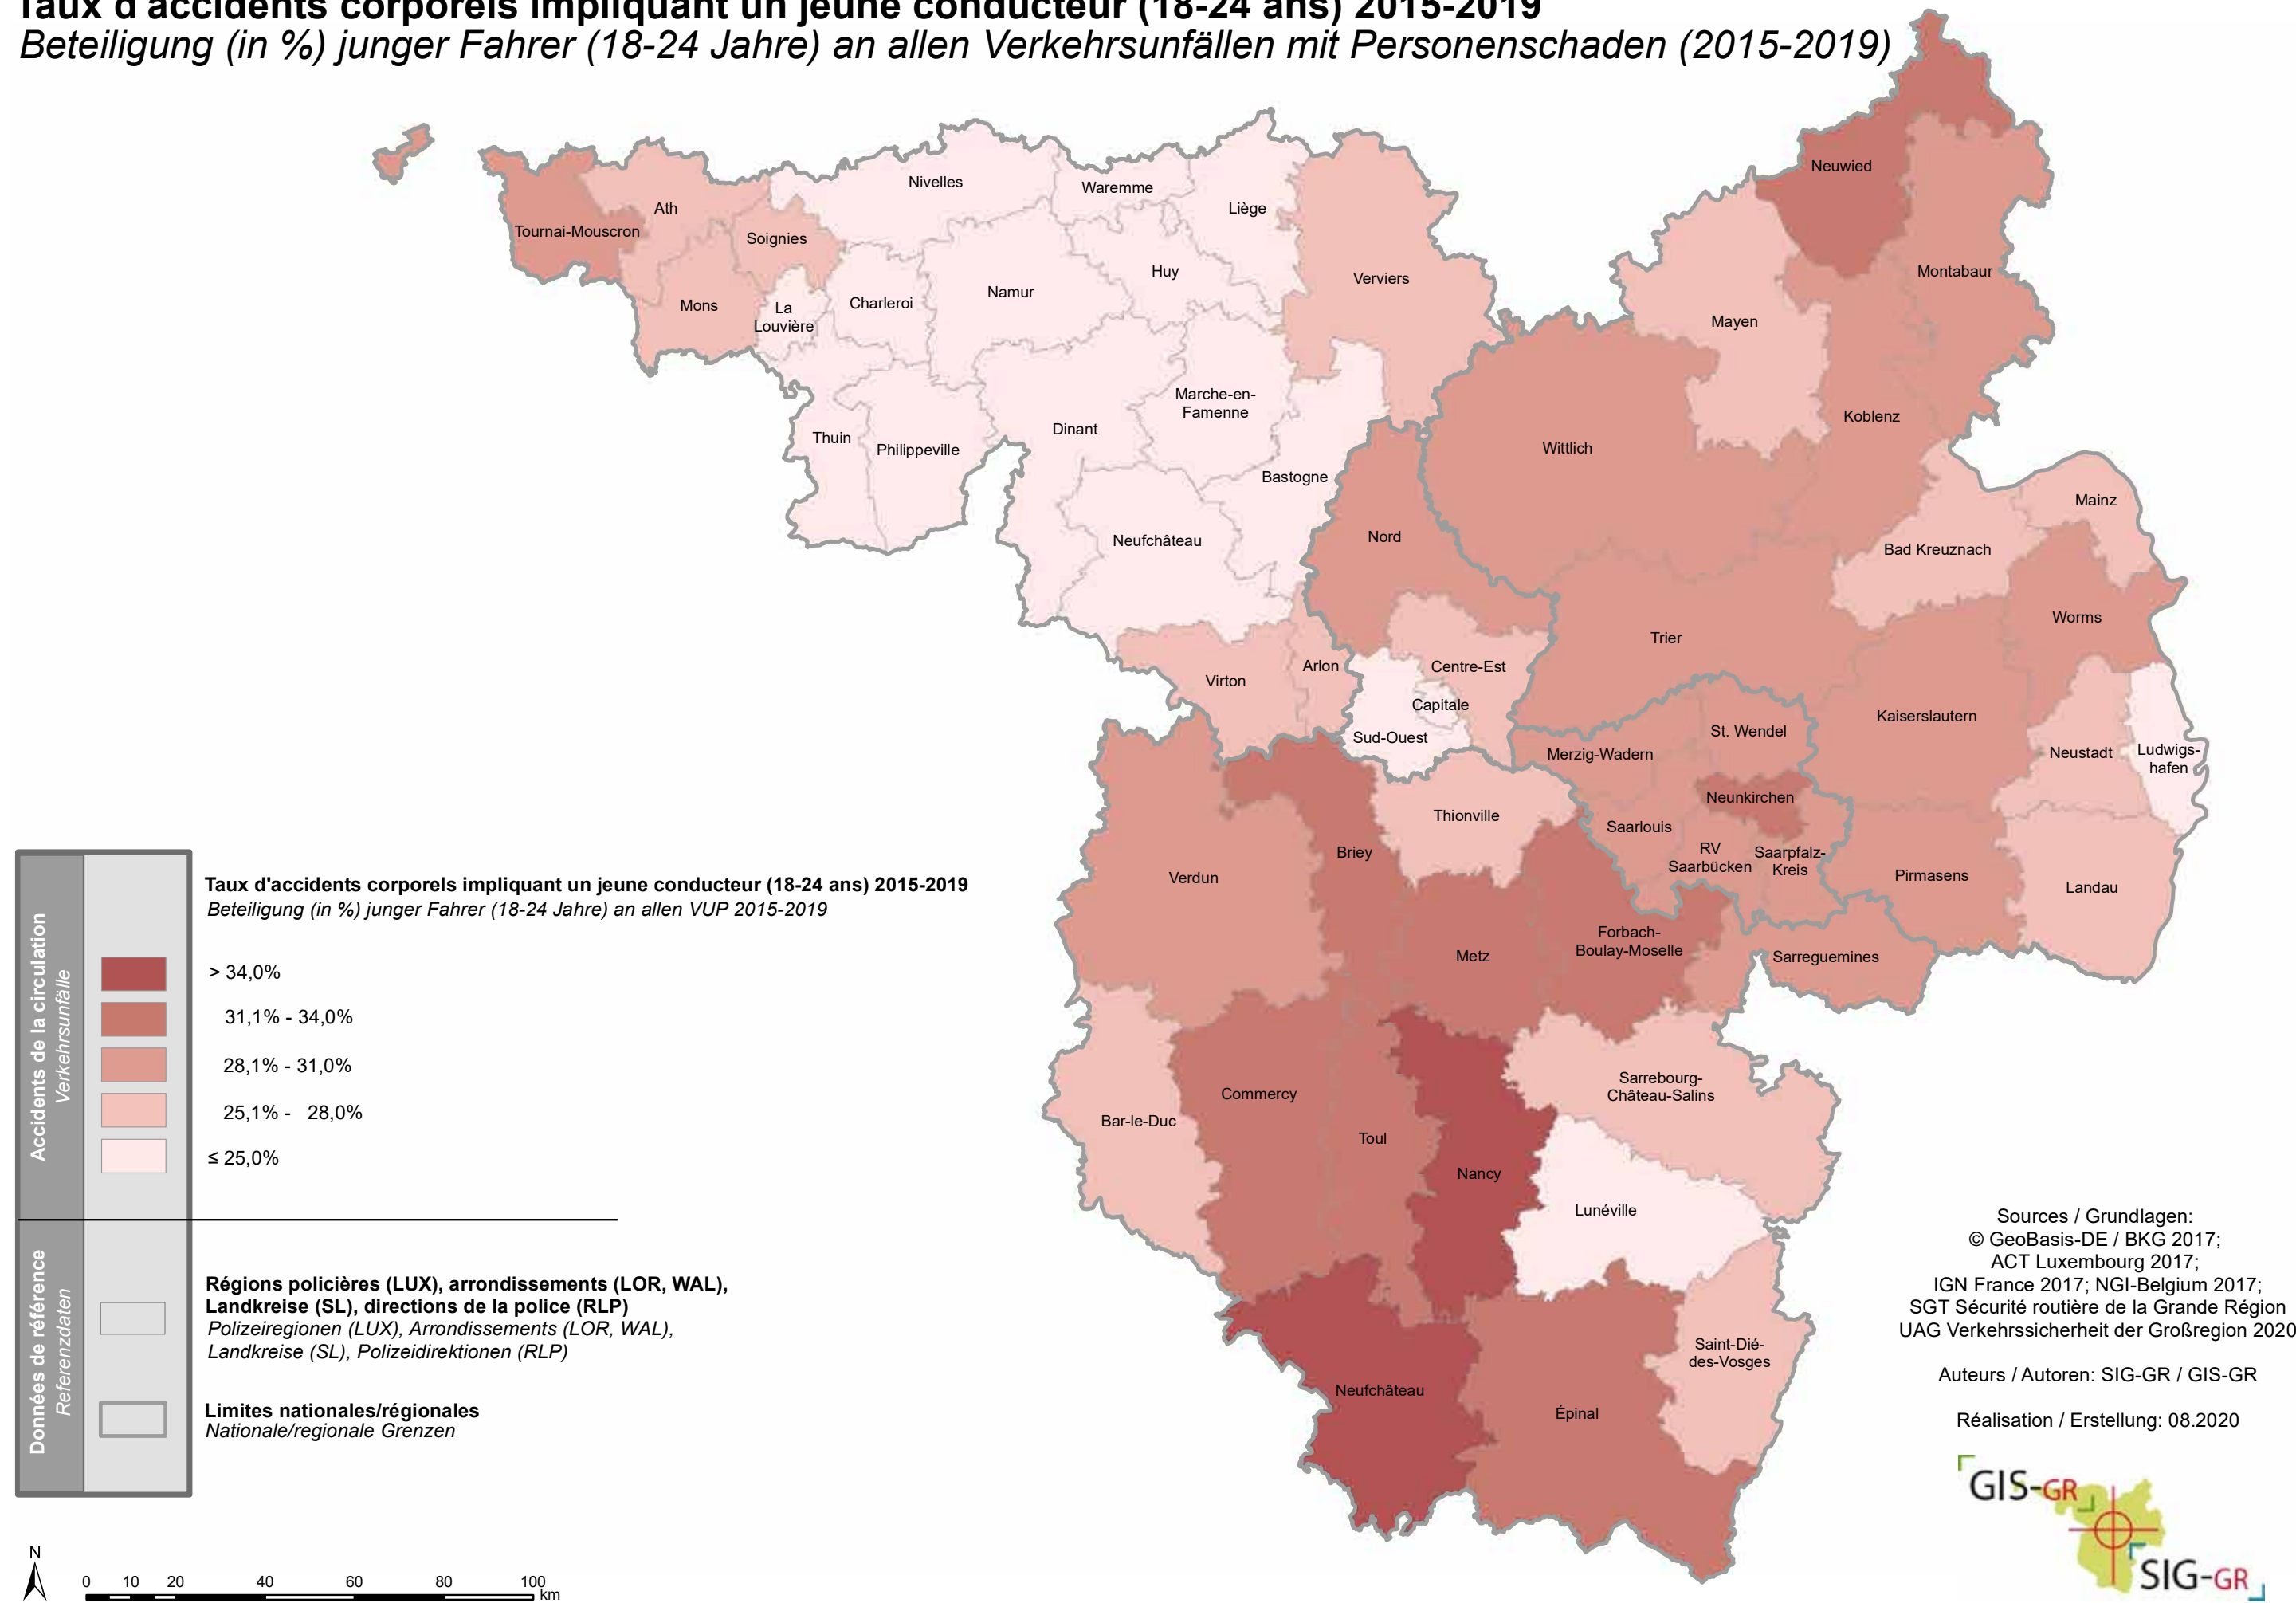 Taux d'accidents corporels impliquant un jeune conducteur (18-24 ans) 2015-2019
Beteiligung (in %) junger Fahrer (18-24 Jahre) an allen Verkehrsunfällen mit Personenschaden (2015-2019)
Neuwied
Nivelles
Waremme
Ath
Liège
Tournai-Mouscron
Soignies
Huy
Verviers
Montabaur
Namur
Charleroi
Mons
La
Louvière
Mayen
Marche-en-
Famenne
Koblenz
Dinant
Thuin
Philippeville
Wittlich
Bastogne
Mainz
Nord
Neufchâteau
Bad Kreuznach
Worms
Trier
Arlon
Centre-Est
Virton
Capitale
Kaiserslautern
St. Wendel
Sud-Ouest
Merzig-Wadern
Neustadt
Ludwigs-
hafen
Neunkirchen
Thionville
Saarlouis
Briey
RV
Saarbücken
Saarpfalz-
Kreis
Verdun
Pirmasens
Landau
Forbach-
Boulay-Moselle
Metz
Sarreguemines
Sarrebourg-
Château-Salins
Commercy
Bar-le-Duc
Toul
Nancy
Lunéville
Saint-Dié-
des-Vosges
Neufchâteau
Épinal
Accidents de la circulation
Verkehrsunfälle
Taux d'accidents corporels impliquant un jeune conducteur (18-24 ans) 2015-2019
Beteiligung (in %) junger Fahrer (18-24 Jahre) an allen VUP 2015-2019
> 34,0%
31,1% - 34,0%
28,1% - 31,0%
25,1% - 28,0%
≤ 25,0%
Données de référence
Referenzdaten
Régions policières (LUX), arrondissements (LOR, WAL),
Landkreise (SL), directions de la police (RLP)
Polizeiregionen (LUX), Arrondissements (LOR, WAL),
Landkreise (SL), Polizeidirektionen (RLP)
Limites nationales/régionales
Nationale/regionale Grenzen
N
0 10 20 40 60 80 100
km
Sources / Grundlagen:
© GeoBasis-DE / BKG 2017;
ACT Luxembourg 2017;
IGN France 2017; NGI-Belgium 2017;
SGT Sécurité routière de la Grande Région
UAG Verkehrssicherheit der Großregion 2020
Auteurs / Autoren: SIG-GR / GIS-GR
Réalisation / Erstellung: 08.2020
GIS-GR
SIG-GR